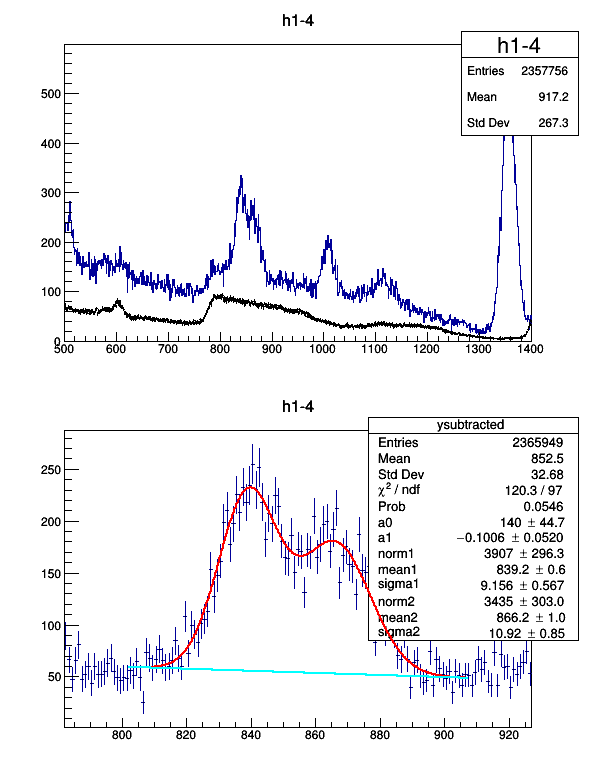 h1-4
h1-4
Entries 2357756
Mean 917.2
Std Dev 267.3
500
400
300
200
100
0
500 600 700 800 900 1000 1100 1200 1300 1400
h1-4
ysubtracted
Entries 2365949
Mean 852.5
Std Dev 32.68
χ² / ndf 120.3 / 97
Prob 0.0546
a0 140 ± 44.7
a1 −0.1006 ± 0.0520
norm1 3907 ± 296.3
mean1 839.2 ± 0.6
sigma1 9.156 ± 0.567
norm2 3435 ± 303.0
mean2 866.2 ± 1.0
sigma2 10.92 ± 0.85
250
200
150
100
50
0
800 820 840 860 880 900 920